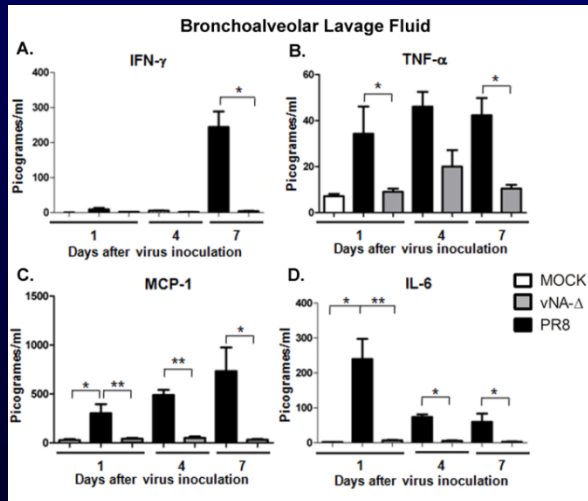 Bronchoalveolar Lavage Fluid
A.
IFN-γ
Picogrames/ml
400
300
200
100
0
*
1 4 7
Days after virus inoculation
B.
TNF-α
Picogrames/ml
60
40
20
0
* *
1 4 7
Days after virus inoculation
C.
MCP-1
Picogrames/ml
1500
1000
500
0
* ** ** *
1 4 7
Days after virus inoculation
D.
IL-6
Picogrames/ml
400
300
200
100
0
* ** * *
1 4 7
Days after virus inoculation
MOCK
vNA-Δ
PR8